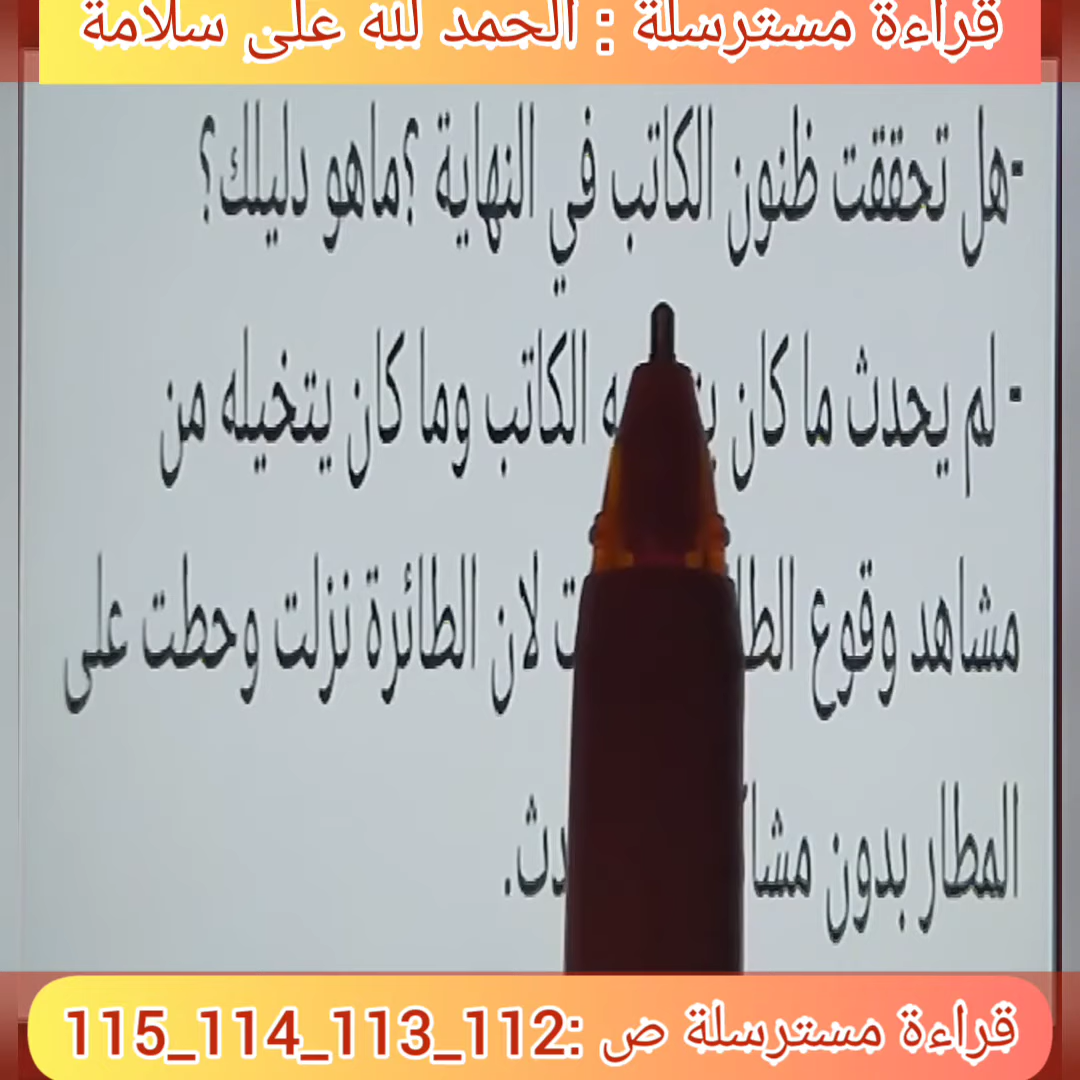 قراءة مسترسلة : الحمد لله على سلامة
-هل تحققت ظنون الكاتب في النهاية ؟ماهو دليلك؟
- لم يحدث ما كان الكاتب وما كان يتخيله من
مشاهد وقوع لان الطائرة نزلت وحطت على
المطار بدون
قراءة مسترسلة ص :112_113_114_115